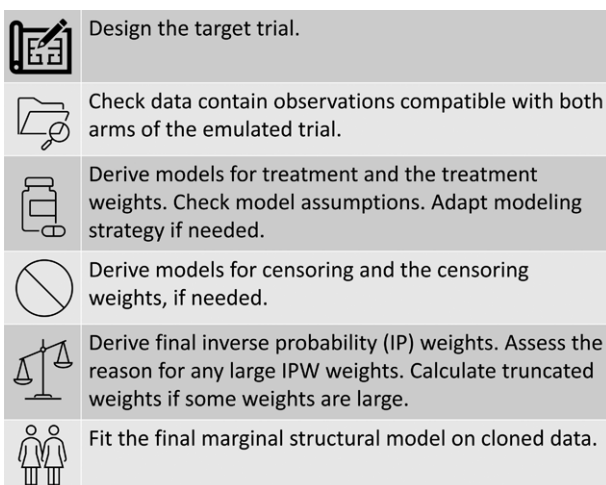 Design the target trial.
Check data contain observations compatible with both
arms of the emulated trial.
Derive models for treatment and the treatment
weights. Check model assumptions. Adapt modeling
strategy if needed.
Derive models for censoring and the censoring
weights, if needed.
Derive final inverse probability (IP) weights. Assess the
reason for any large IPW weights. Calculate truncated
weights if some weights are large.
Fit the final marginal structural model on cloned data.